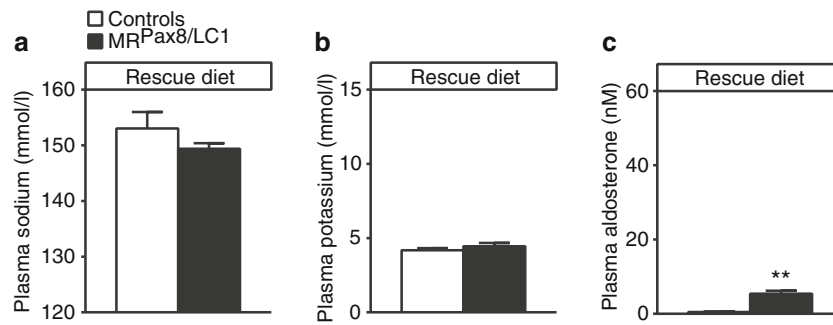 Controls
MRPax8/LC1
a
Rescue diet
Plasma sodium (mmol/l)
160
150
140
130
120
b
Rescue diet
Plasma potassium (mmol/l)
15
10
5
0
c
Rescue diet
Plasma aldosterone (nM)
60
40
20
0
**